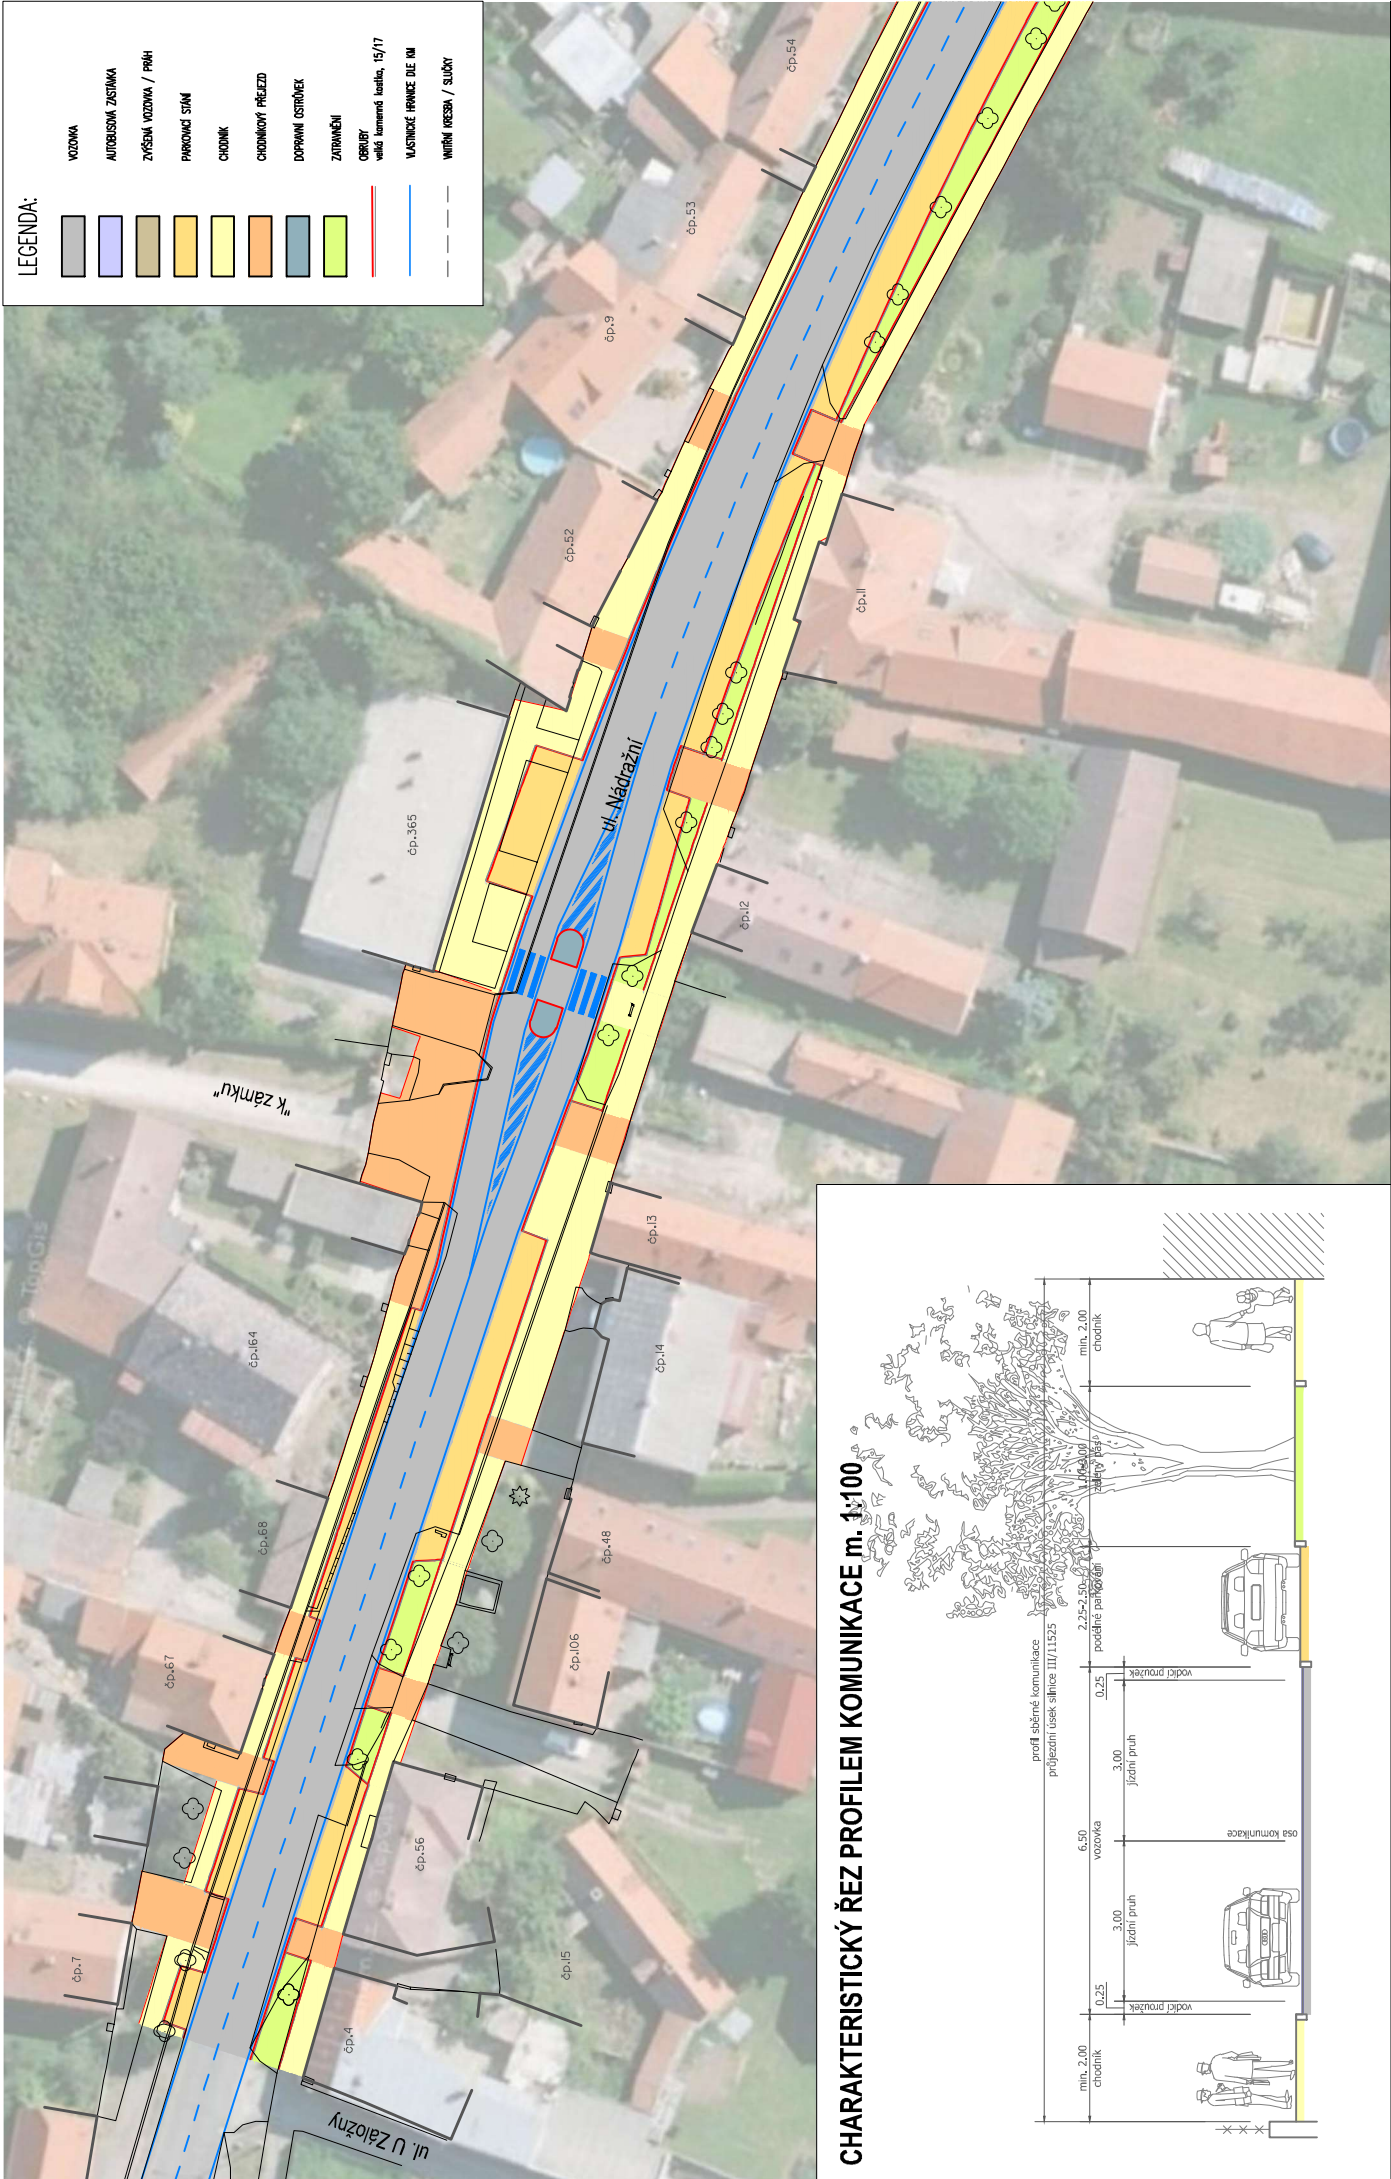 LEGENDA:
VOZOVKA
AUTOBUSOVÁ ZASTÁVKA
ZVÝŠENÁ VOZOVKA / PRÁH
PARKOVACÍ STÁNÍ
CHODNÍK
CHODNÍKOVÝ PŘEJEZD
DOPRAVNÍ OSTRŮVEK
ZATRAVNĚNÍ
OBRUBY
velká kamenná kostka, 15/17
VLASTNICKÉ HRANICE DLE KM
VNITŘNÍ KRESBA / SLOŽKY
čp.54
čp.53
čp.9
čp.52
čp.11
čp.365
ul. Nádražní
čp.12
"k zámku"
čp.13
čp.164
čp.14
čp.68
čp.48
čp.67
čp.106
čp.56
čp.7
čp.15
čp.4
ul. U Záložny
© TopGis
CHARAKTERISTICKÝ ŘEZ PROFILEM KOMUNIKACE m. 1:100
profil sběrné komunikace
průjezdní úsek silnice III/11525
min. 2.00
chodník
6.50
vozovka
2.25-2.50
podélné parkování
zelený pás
min. 2.00
chodník
0.25
vodící proužek
3.00
jízdní pruh
osa komunikace
3.00
jízdní pruh
0.25
vodící proužek